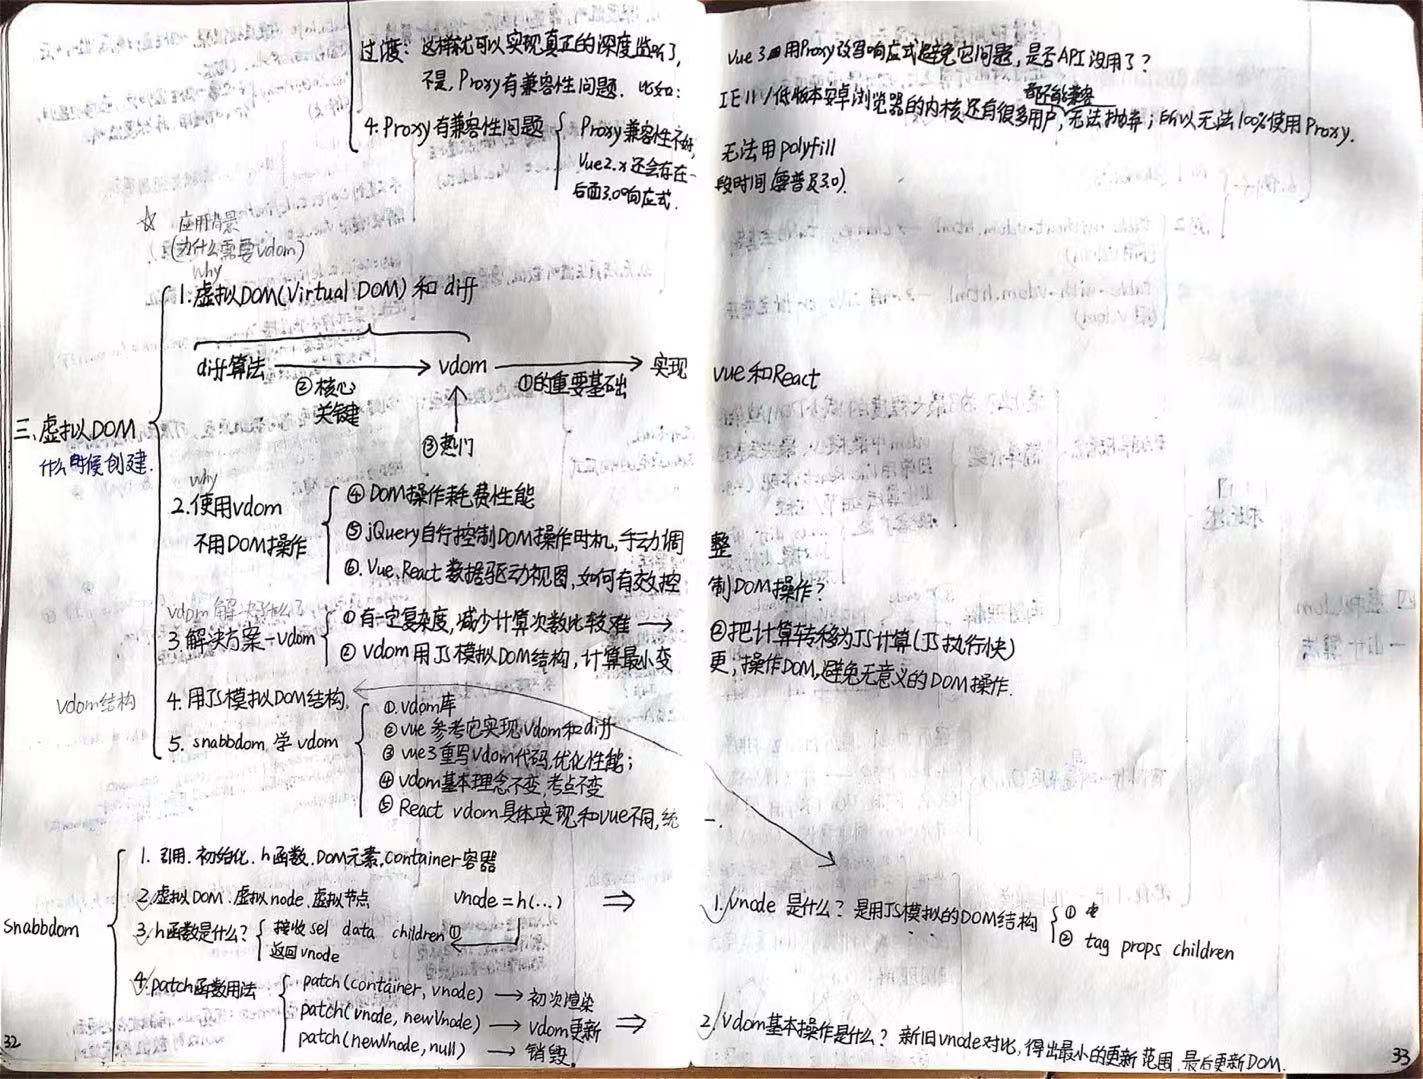 过渡：这样就可以实现真正的深度监听了，
不是，Proxy有兼容性问题．比如：
4. Proxy有兼容性问题
Proxy兼容性不好，
Vue2.x还会存在一
后面3.0响应式．
Vue 3 用Proxy改写响应式避免它问题，是否API没用了？
都还能兼容
IE11/低版本安卓浏览器的内核还有很多用户，无法抛弃；所以无法100%使用Proxy.
无法用polyfill
段时间(要普及3.0).
☆ 应用背景
(为什么需要vdom)
why
1. 虚拟DOM(Virtual DOM) 和 diff
diff算法 ② 核心 关键 → vdom ①的重要基础 → 实现 vue和React
③热门
三、虚拟DOM
什么时候创建.
why
2. 使用vdom
不用DOM操作
④ DOM操作耗费性能
⑤ jQuery自行控制DOM操作时机，手动调整
⑥ Vue、React 数据驱动视图，如何有效控制DOM操作？
vdom解决什么？
3. 解决方案-vdom
① 有一定复杂度，减少计算次数比较难 → ②把计算转移为JS计算(JS执行快)
② vdom 用JS模拟DOM结构，计算最小变更，操作DOM，避免无意义的DOM操作.
vdom结构
4. 用JS模拟DOM结构.
5. snabbdom 学vdom
①. vdom库
② vue 参考它实现vdom和diff
③ vue3重写vdom代码，优化性能；
④ vdom基本理念不变，考点不变
⑤ React vdom具体实现和vue不同，统一.
snabbdom
1. 引用、初始化、h函数、DOM元素，container容器
2. 虚拟DOM、虚拟node、虚拟节点 vnode = h(...) ⇒
1. vnode 是什么？是用JS模拟的DOM结构
①
② tag props children
3. h函数是什么？
接收sel data children ①
返回vnode
4. patch函数用法
patch(container, vnode) → 初次渲染
patch(vnode, newVnode) → vdom更新 ⇒
patch(newVnode, null) → 销毁.
2. vdom基本操作是什么？新旧vnode对比，得出最小的更新范围，最后更新DOM.
32
33